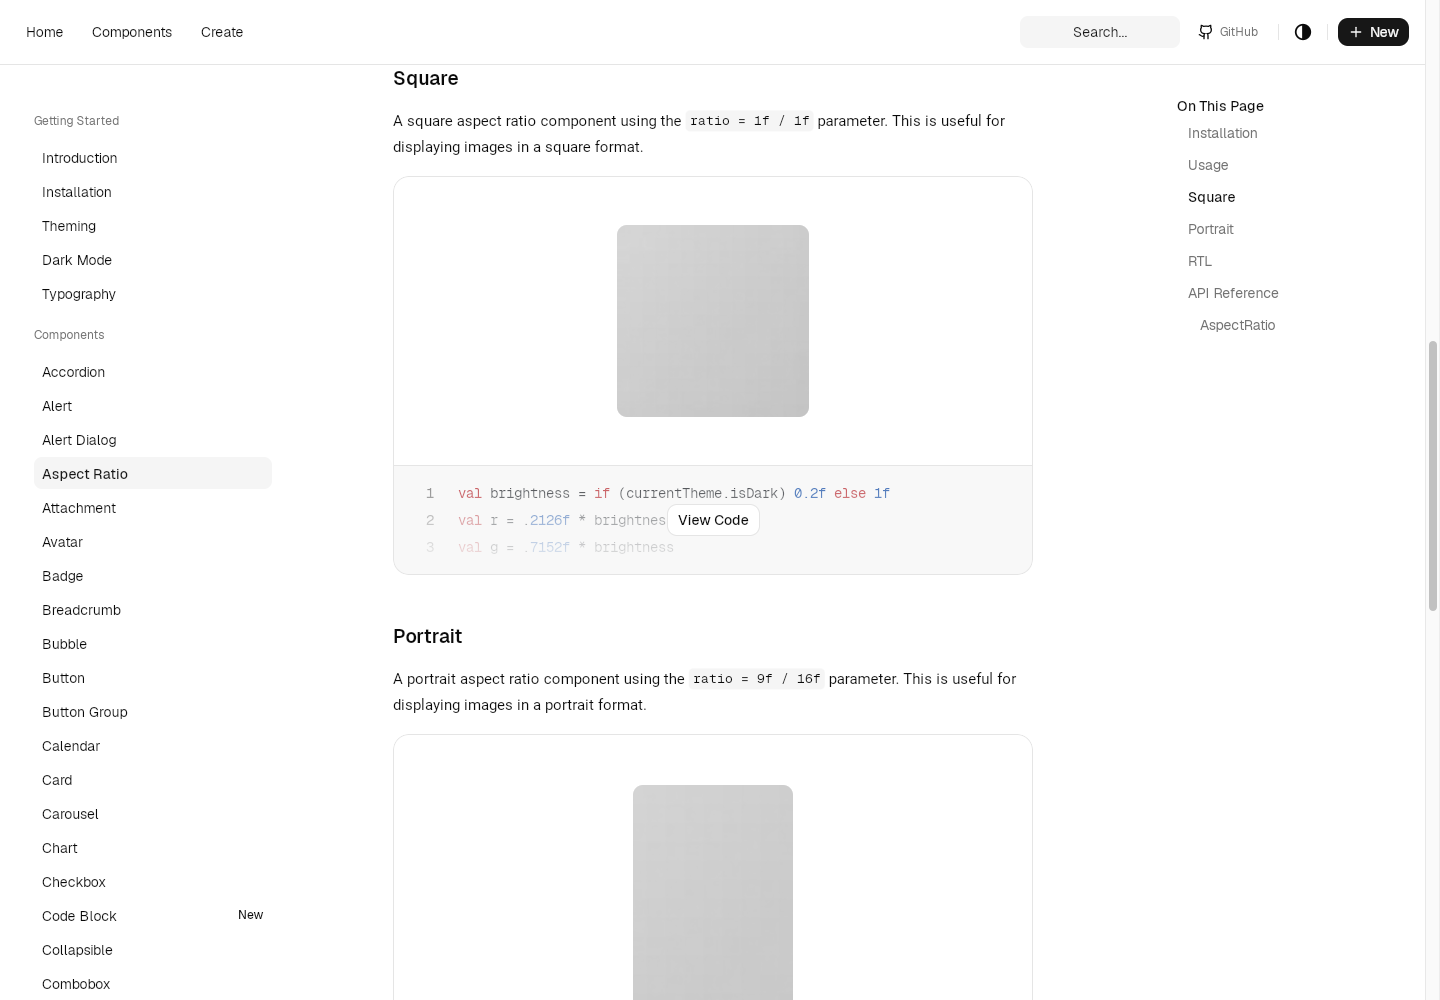 Home
Components
Create
Search...
GitHub
New
Getting Started
Introduction
Installation
Theming
Dark Mode
Typography
Components
Accordion
Alert
Alert Dialog
Aspect Ratio
Attachment
Avatar
Badge
Breadcrumb
Bubble
Button
Button Group
Calendar
Card
Carousel
Chart
Checkbox
Code Block New
Collapsible
Combobox
Square
A square aspect ratio component using the ratio = 1f / 1f parameter. This is useful for
displaying images in a square format.
1 val brightness = if (currentTheme.isDark) 0.2f else 1f
2 val r = .2126f * brightnes
View Code
3 val g = .7152f * brightness
Portrait
A portrait aspect ratio component using the ratio = 9f / 16f parameter. This is useful for
displaying images in a portrait format.
On This Page
Installation
Usage
Square
Portrait
RTL
API Reference
AspectRatio